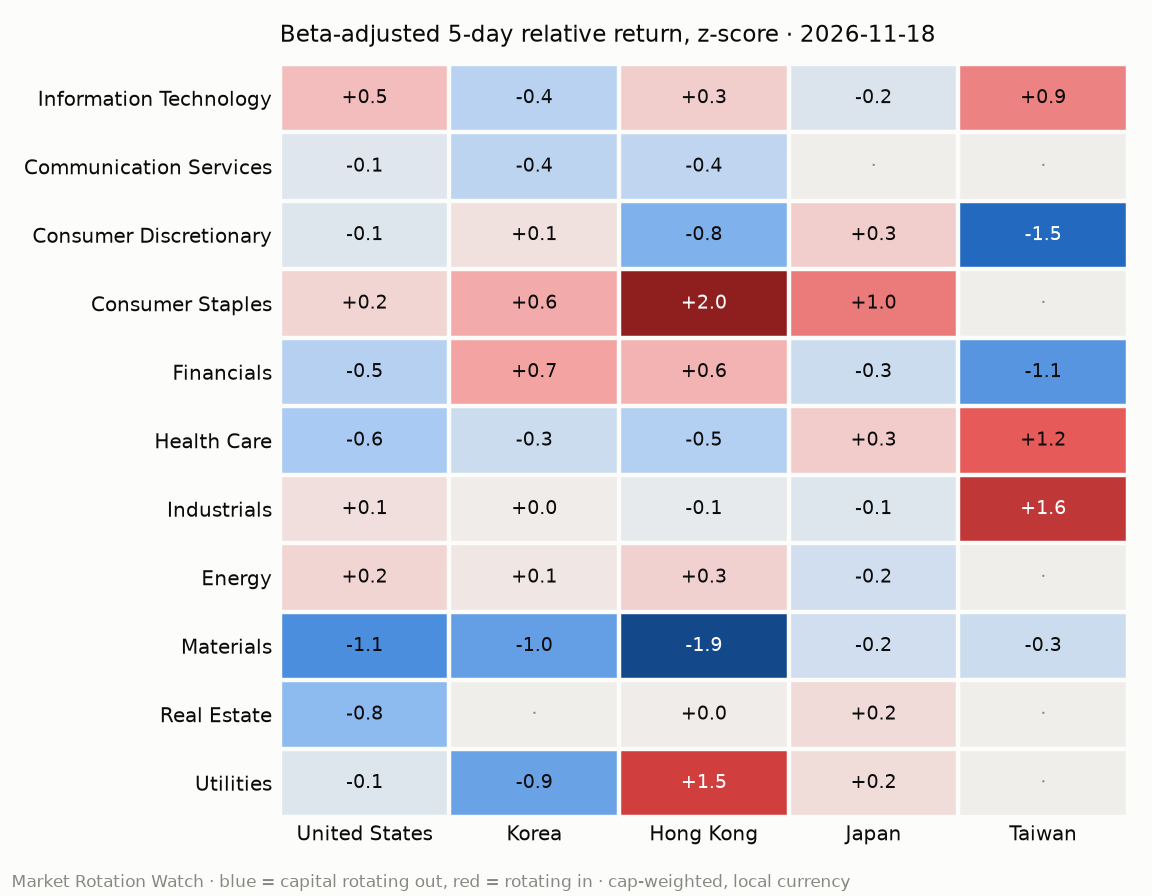 Beta-adjusted 5-day relative return, z-score · 2026-11-18
Information Technology +0.5 -0.4 +0.3 -0.2 +0.9
Communication Services -0.1 -0.4 -0.4 · ·
Consumer Discretionary -0.1 +0.1 -0.8 +0.3 -1.5
Consumer Staples +0.2 +0.6 +2.0 +1.0 ·
Financials -0.5 +0.7 +0.6 -0.3 -1.1
Health Care -0.6 -0.3 -0.5 +0.3 +1.2
Industrials +0.1 +0.0 -0.1 -0.1 +1.6
Energy +0.2 +0.1 +0.3 -0.2 ·
Materials -1.1 -1.0 -1.9 -0.2 -0.3
Real Estate -0.8 · +0.0 +0.2 ·
Utilities -0.1 -0.9 +1.5 +0.2 ·
United States Korea Hong Kong Japan Taiwan
Market Rotation Watch · blue = capital rotating out, red = rotating in · cap-weighted, local currency